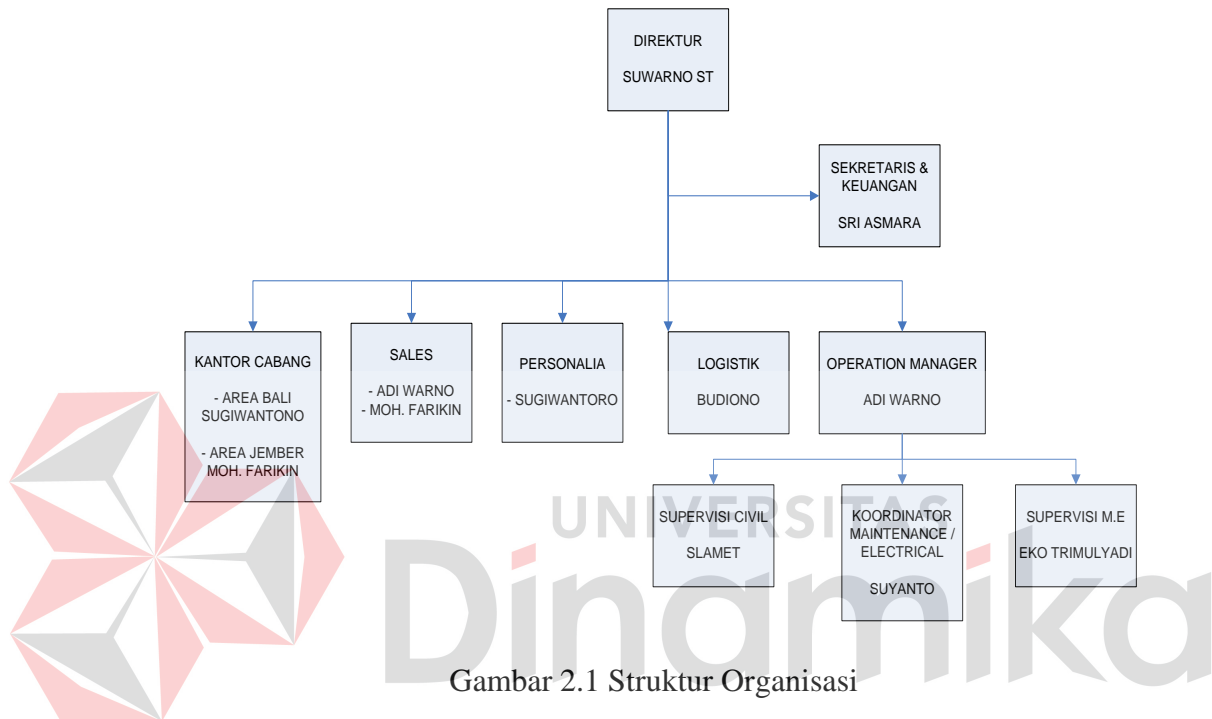 DIREKTUR
SUWARNO ST
SEKRETARIS &
KEUANGAN
SRI ASMARA
KANTOR CABANG
- AREA BALI
SUGIWANTONO
- AREA JEMBER
MOH. FARIKIN
SALES
- ADI WARNO
- MOH. FARIKIN
PERSONALIA
- SUGIWANTORO
LOGISTIK
BUDIONO
OPERATION MANAGER
ADI WARNO
SUPERVISI CIVIL
SLAMET
KOORDINATOR
MAINTENANCE /
ELECTRICAL
SUYANTO
SUPERVISI M.E
EKO TRIMULYADI
UNIVERSITAS
Dinamika
Gambar 2.1 Struktur Organisasi